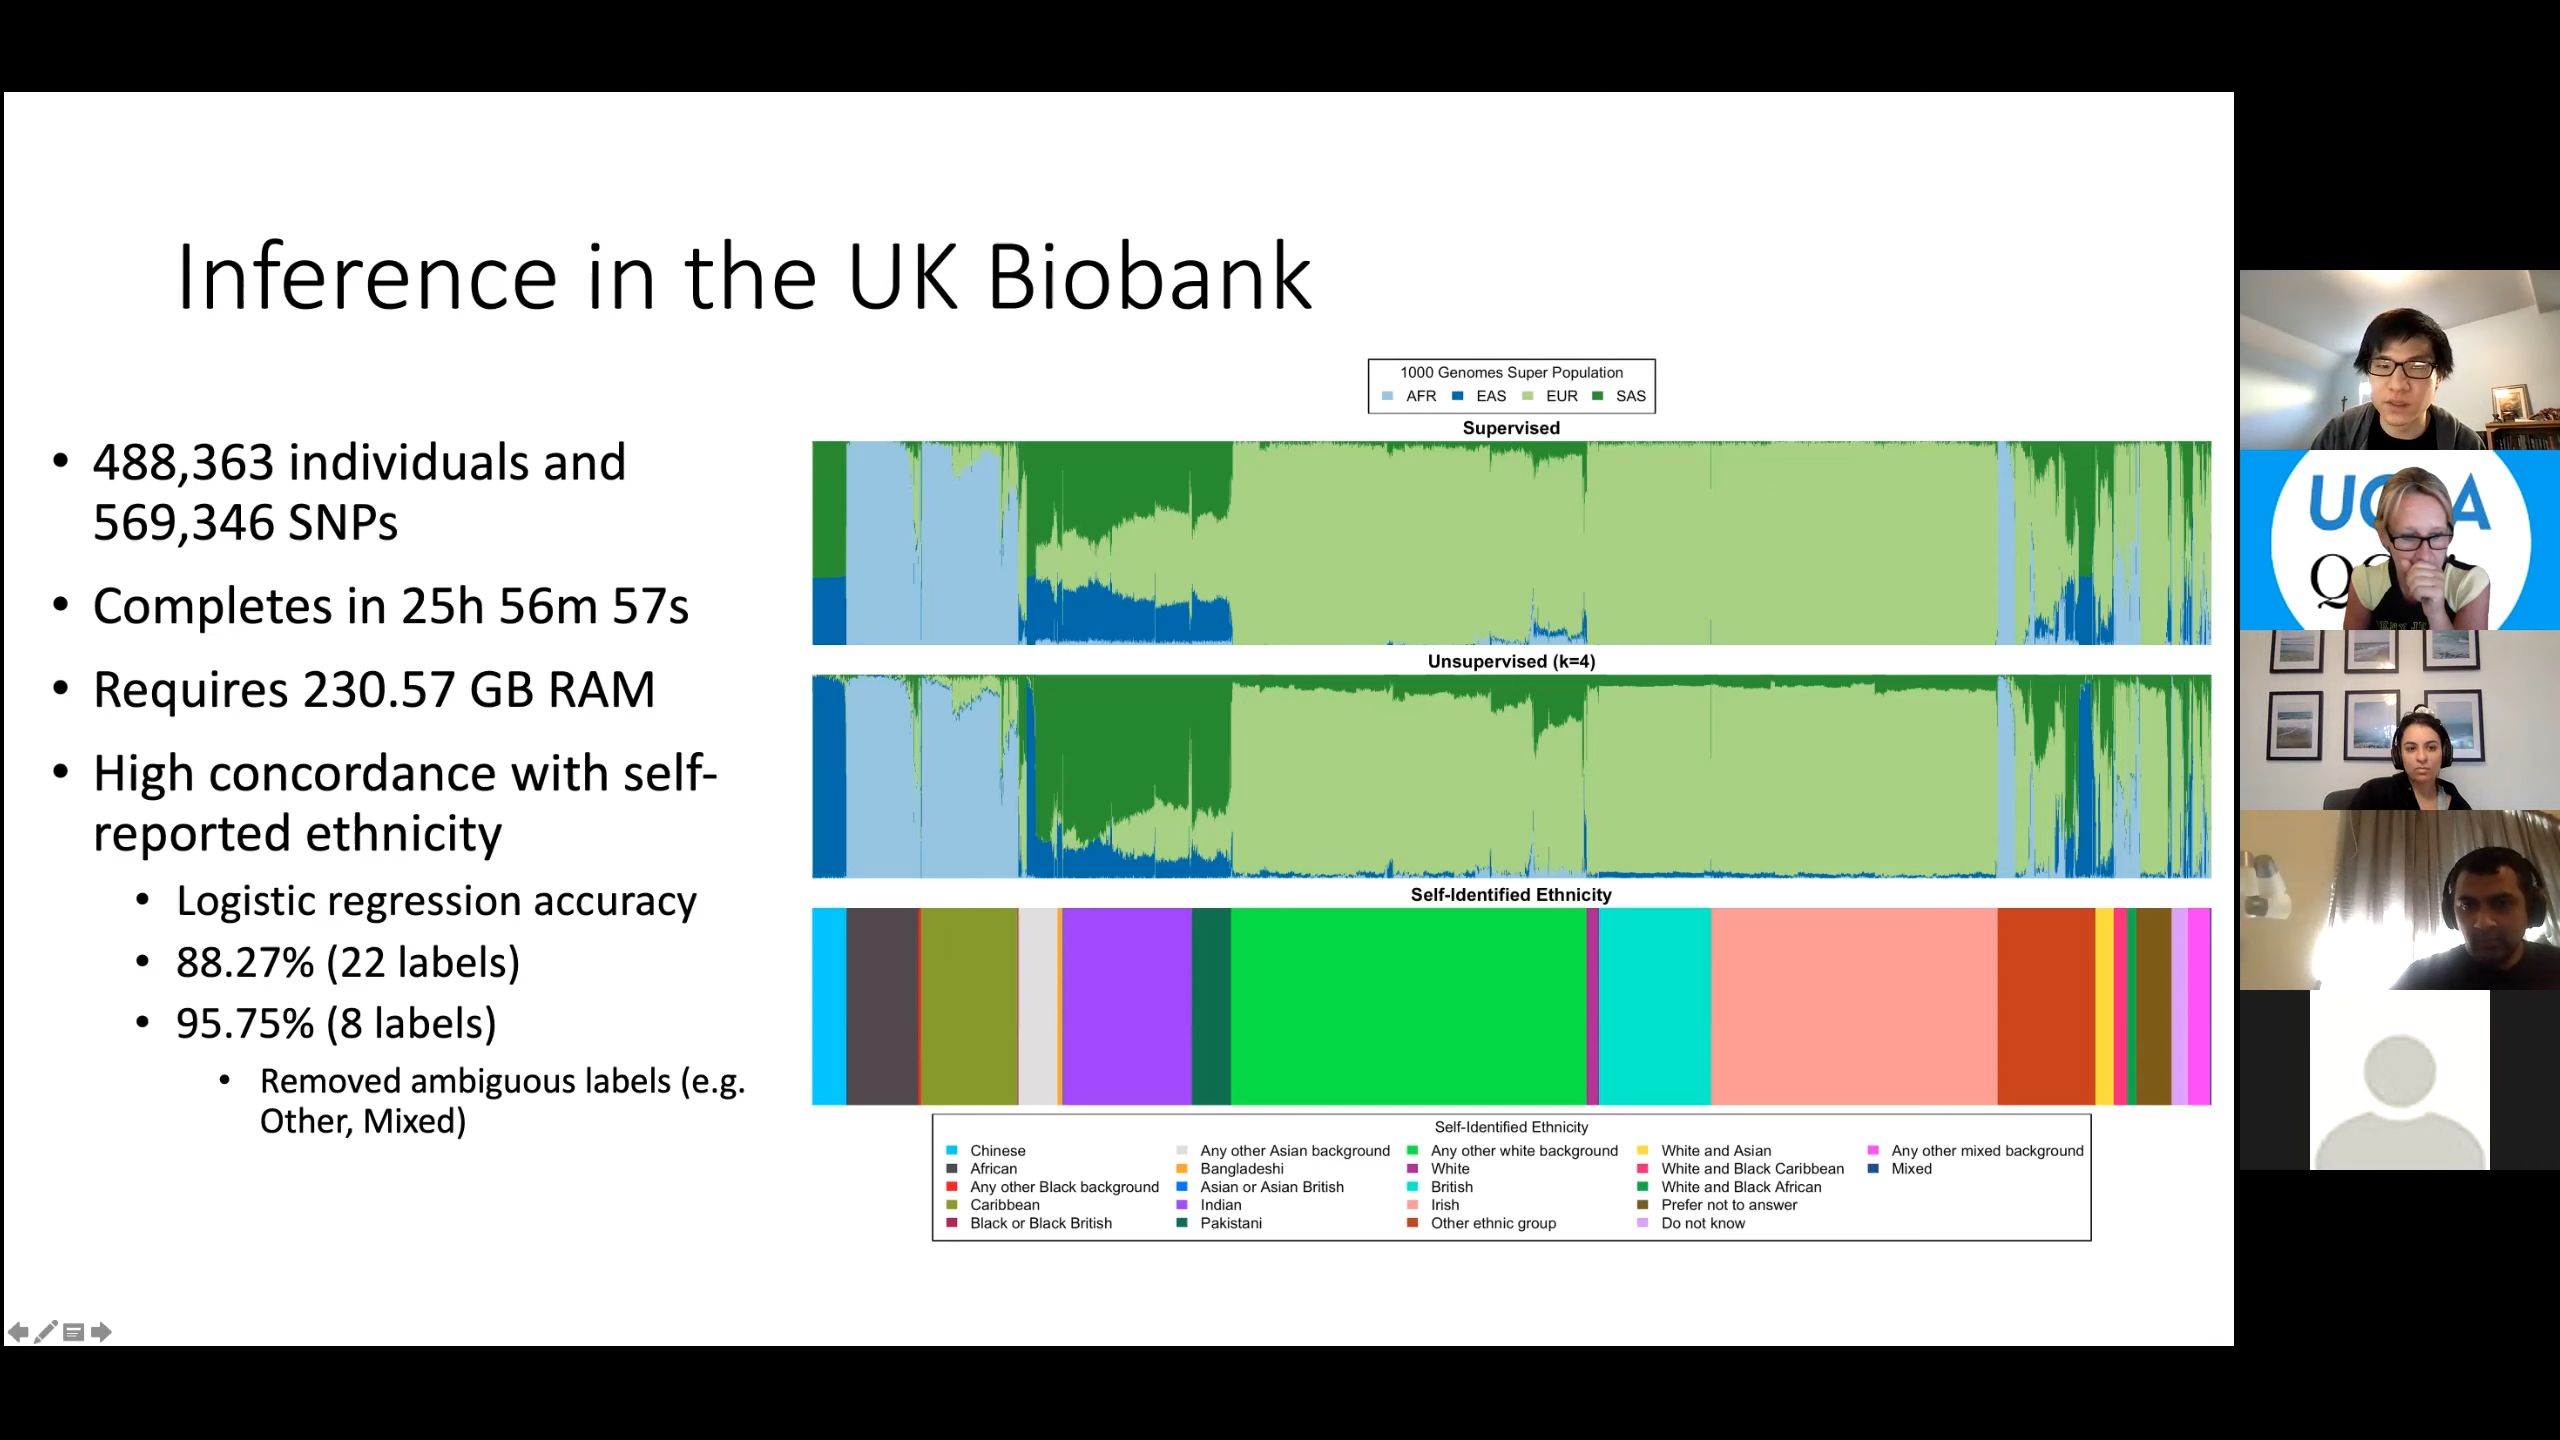 Inference in the UK Biobank
• 488,363 individuals and
569,346 SNPs
• Completes in 25h 56m 57s
• Requires 230.57 GB RAM
• High concordance with self-
reported ethnicity
• Logistic regression accuracy
• 88.27% (22 labels)
• 95.75% (8 labels)
• Removed ambiguous labels (e.g.
Other, Mixed)
1000 Genomes Super Population
AFR EAS EUR SAS
Supervised
Unsupervised (k=4)
Self-Identified Ethnicity
Self-Identified Ethnicity
Chinese
African
Any other Black background
Caribbean
Black or Black British
Any other Asian background
Bangladeshi
Asian or Asian British
Indian
Pakistani
Any other white background
White
British
Irish
Other ethnic group
White and Asian
White and Black Caribbean
White and Black African
Prefer not to answer
Do not know
Any other mixed background
Mixed